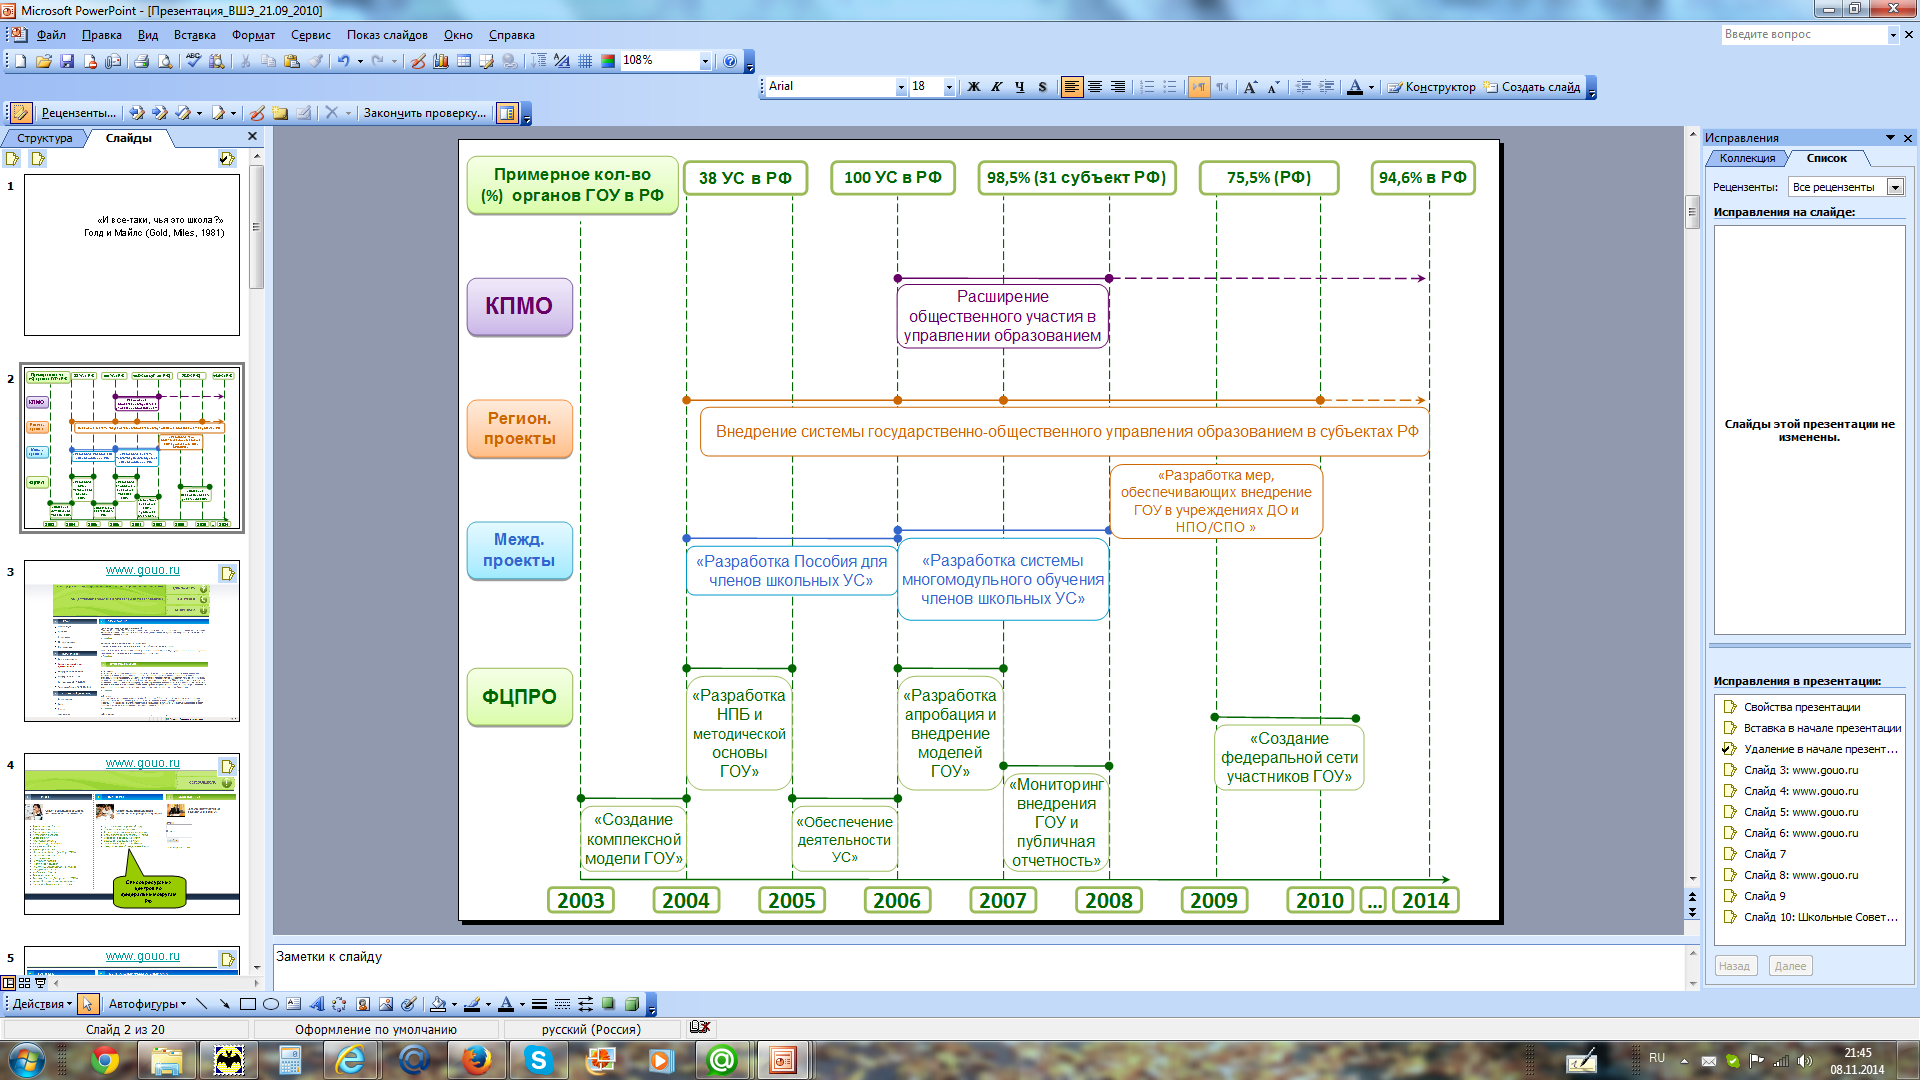 Microsoft PowerPoint - [Презентация_ВШЭ_21.09_2010]
Файл Правка Вид Вставка Формат Сервис Показ слайдов Окно Справка
Введите вопрос
108%
Arial 18 Ж К Ч S Конструктор Создать слайд
Рецензенты... Закончить проверку...
Структура Слайды
1
«И все-таки, чья это школа?»
Голд и Майлс (Gold, Miles, 1981)
2
3
www.gouo.ru
4
www.gouo.ru
5
www.gouo.ru
Примерное кол-во
(%) органов ГОУ в РФ
38 УС в РФ
100 УС в РФ
98,5% (31 субъект РФ)
75,5% (РФ)
94,6% в РФ
КПМО
Расширение
общественного участия в
управлении образованием
Регион.
проекты
Внедрение системы государственно-общественного управления образованием в субъектах РФ
«Разработка мер,
обеспечивающих внедрение
ГОУ в учреждениях ДО и
НПО/СПО »
Межд.
проекты
«Разработка Пособия для
членов школьных УС»
«Разработка системы
многомодульного обучения
членов школьных УС»
ФЦПРО
«Разработка
НПБ и
методической
основы
ГОУ»
«Разработка
апробация и
внедрение
моделей
ГОУ»
«Создание
федеральной сети
участников ГОУ»
«Создание
комплексной
модели ГОУ»
«Обеспечение
деятельности
УС»
«Мониторинг
внедрения
ГОУ и
публичная
отчетность»
2003 2004 2005 2006 2007 2008 2009 2010 ... 2014
Заметки к слайду
Исправления
Коллекция Список
Рецензенты: Все рецензенты
Исправления на слайде:
Слайды этой презентации не
изменены.
Исправления в презентации:
Свойства презентации
Вставка в начале презентации
Удаление в начале презент...
Слайд 3: www.gouo.ru
Слайд 4: www.gouo.ru
Слайд 5: www.gouo.ru
Слайд 6: www.gouo.ru
Слайд 7
Слайд 8: www.gouo.ru
Слайд 9
Слайд 10: Школьные Совет...
Назад Далее
Действия Автофигуры
Слайд 2 из 20 Оформление по умолчанию русский (Россия)
RU
21:45
08.11.2014